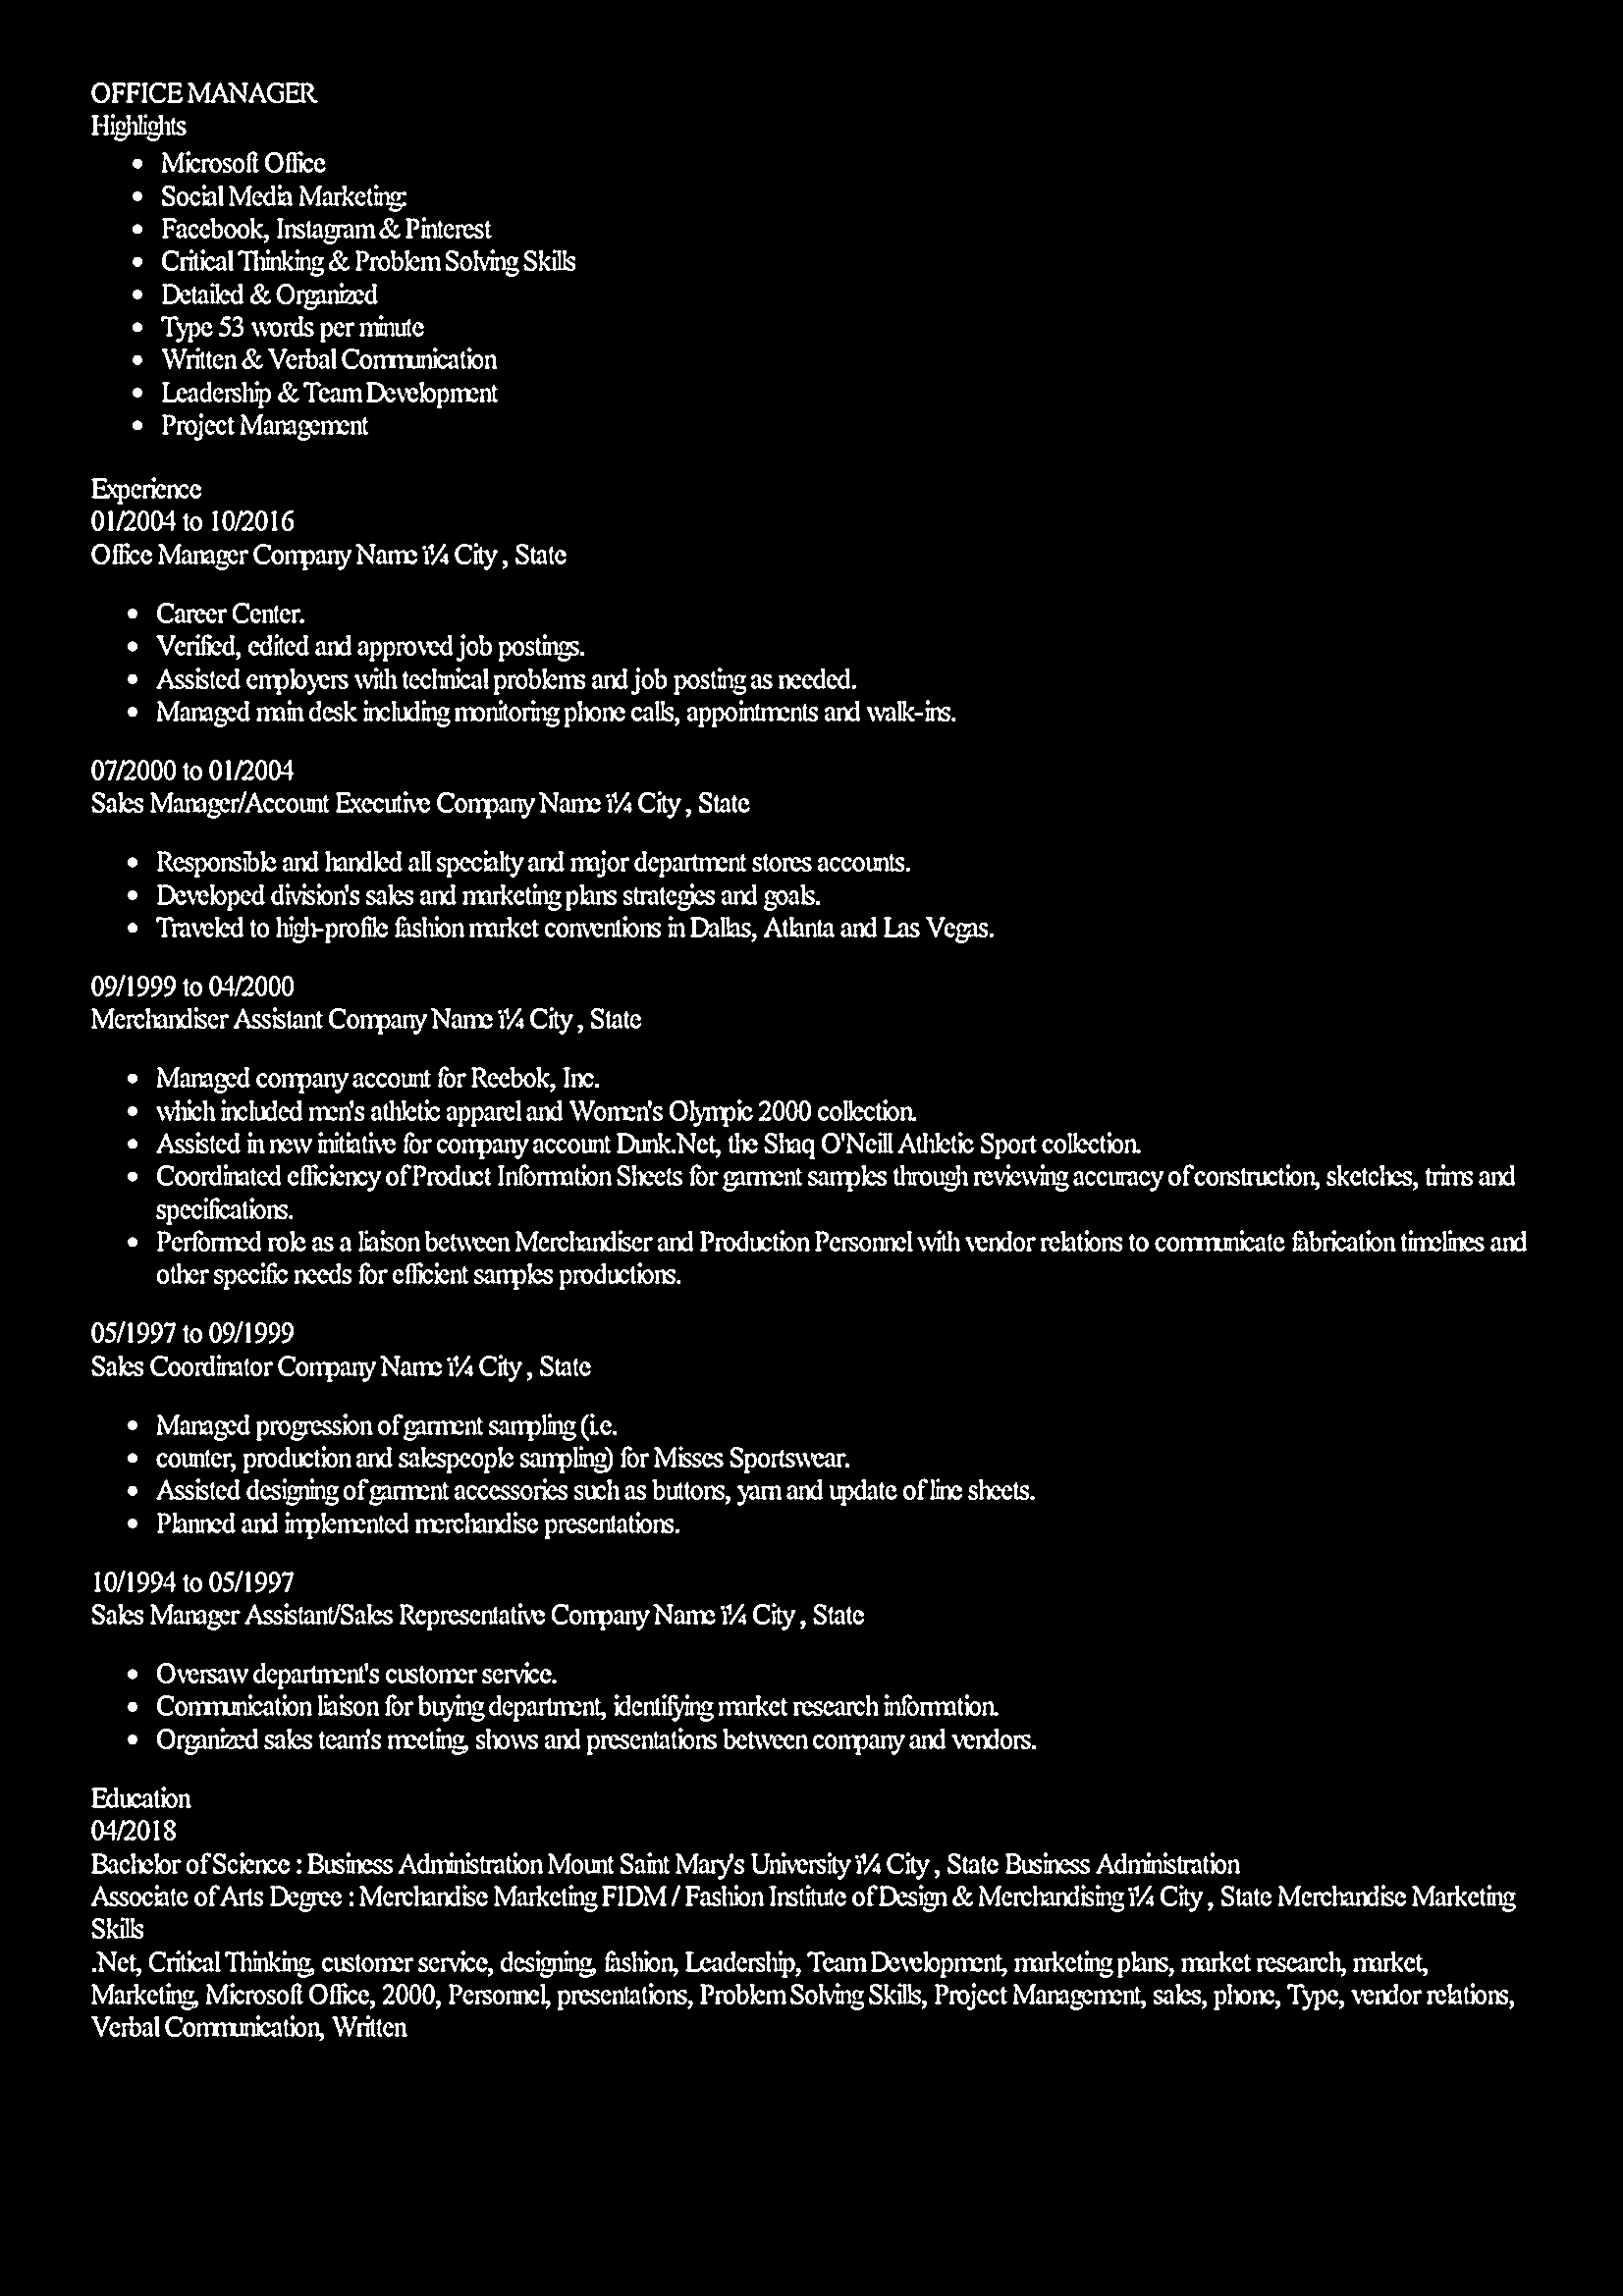 OFFICE MANAGER
Highlights
• Microsoft Office
• Social Media Marketing:
• Facebook, Instagram & Pinterest
• Critical Thinking & Problem Solving Skills
• Detailed & Organized
• Type 53 words per minute
• Written & Verbal Communication
• Leadership & Team Development
• Project Management
Experience
01/2004 to 10/2016
Office Manager Company Name ï¼ City , State
• Career Center.
• Verified, edited and approved job postings.
• Assisted employers with technical problems and job posting as needed.
• Managed main desk including monitoring phone calls, appointments and walk-ins.
07/2000 to 01/2004
Sales Manager/Account Executive Company Name ï¼ City , State
• Responsible and handled all specialty and major department stores accounts.
• Developed division's sales and marketing plans strategies and goals.
• Traveled to high-profile fashion market conventions in Dallas, Atlanta and Las Vegas.
09/1999 to 04/2000
Merchandiser Assistant Company Name ï¼ City , State
• Managed company account for Reebok, Inc.
• which included men's athletic apparel and Women's Olympic 2000 collection.
• Assisted in new initiative for company account Dunk.Net, the Shaq O'Neill Athletic Sport collection.
• Coordinated efficiency of Product Information Sheets for garment samples through reviewing accuracy of construction, sketches, trims and
specifications.
• Performed role as a liaison between Merchandiser and Production Personnel with vendor relations to communicate fabrication timelines and
other specific needs for efficient samples productions.
05/1997 to 09/1999
Sales Coordinator Company Name ï¼ City , State
• Managed progression of garment sampling (i.e.
• counter, production and salespeople sampling) for Misses Sportswear.
• Assisted designing of garment accessories such as buttons, yarn and update of line sheets.
• Planned and implemented merchandise presentations.
10/1994 to 05/1997
Sales Manager Assistant/Sales Representative Company Name ï¼ City , State
• Oversaw department's customer service.
• Communication liaison for buying department, identifying market research information.
• Organized sales team's meeting, shows and presentations between company and vendors.
Education
04/2018
Bachelor of Science : Business Administration Mount Saint Mary's University ï¼ City , State Business Administration
Associate of Arts Degree : Merchandise Marketing FIDM / Fashion Institute of Design & Merchandising ï¼ City , State Merchandise Marketing
Skills
.Net, Critical Thinking, customer service, designing, fashion, Leadership, Team Development, marketing plans, market research, market,
Marketing, Microsoft Office, 2000, Personnel, presentations, Problem Solving Skills, Project Management, sales, phone, Type, vendor relations,
Verbal Communication, Written